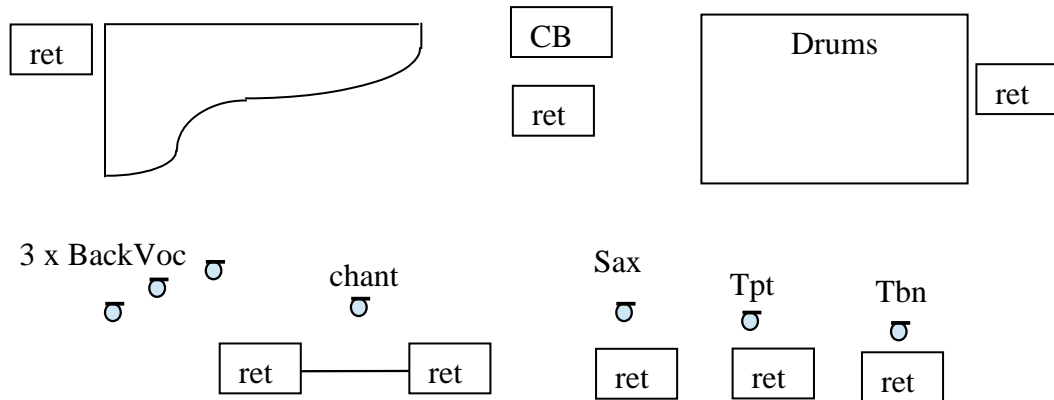 ret
CB
Drums
ret
ret
3 x BackVoc
chant
Sax
Tpt
Tbn
ret
ret
ret
ret
ret